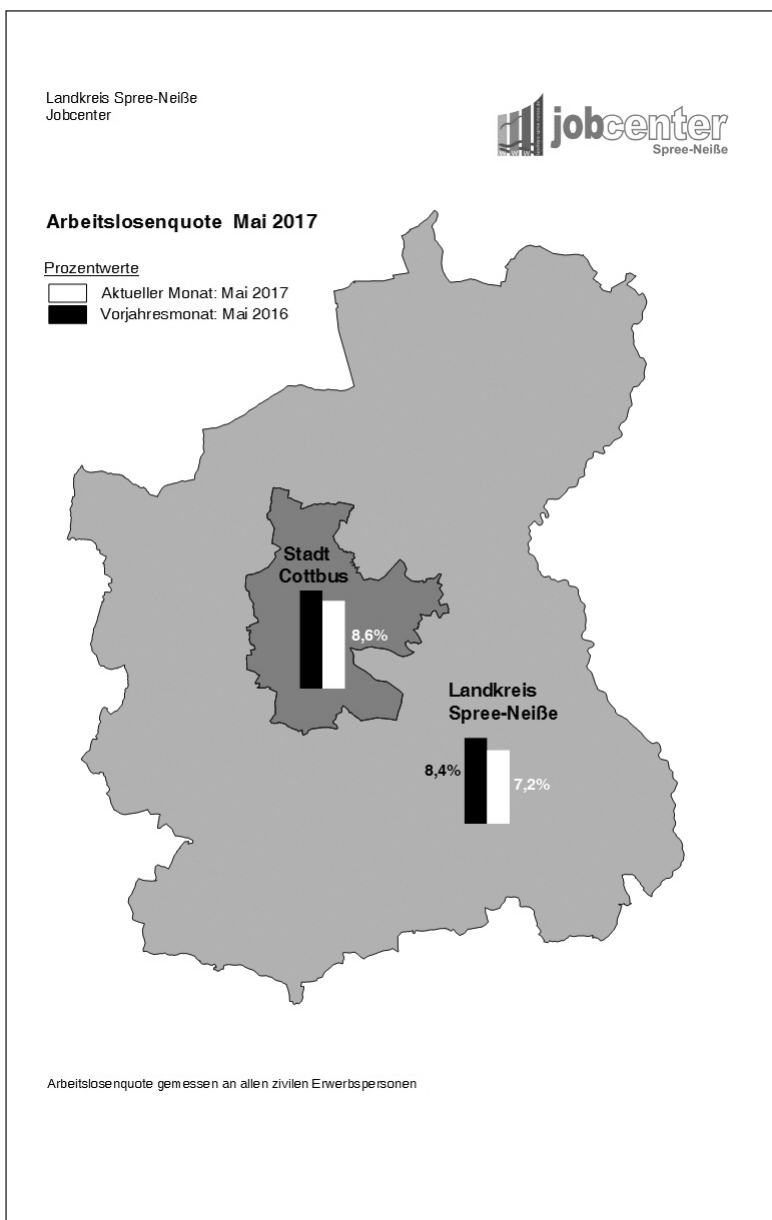 Landkreis Spree-Neiße
Jobcenter
jobcenter
Spree-Neiße
Arbeitslosenquote Mai 2017
Prozentwerte
Aktueller Monat: Mai 2017
Vorjahresmonat: Mai 2016
Stadt
Cottbus
8,6%
Landkreis
Spree-Neiße
8,4%
7,2%
Arbeitslosenquote gemessen an allen zivilen Erwerbspersonen